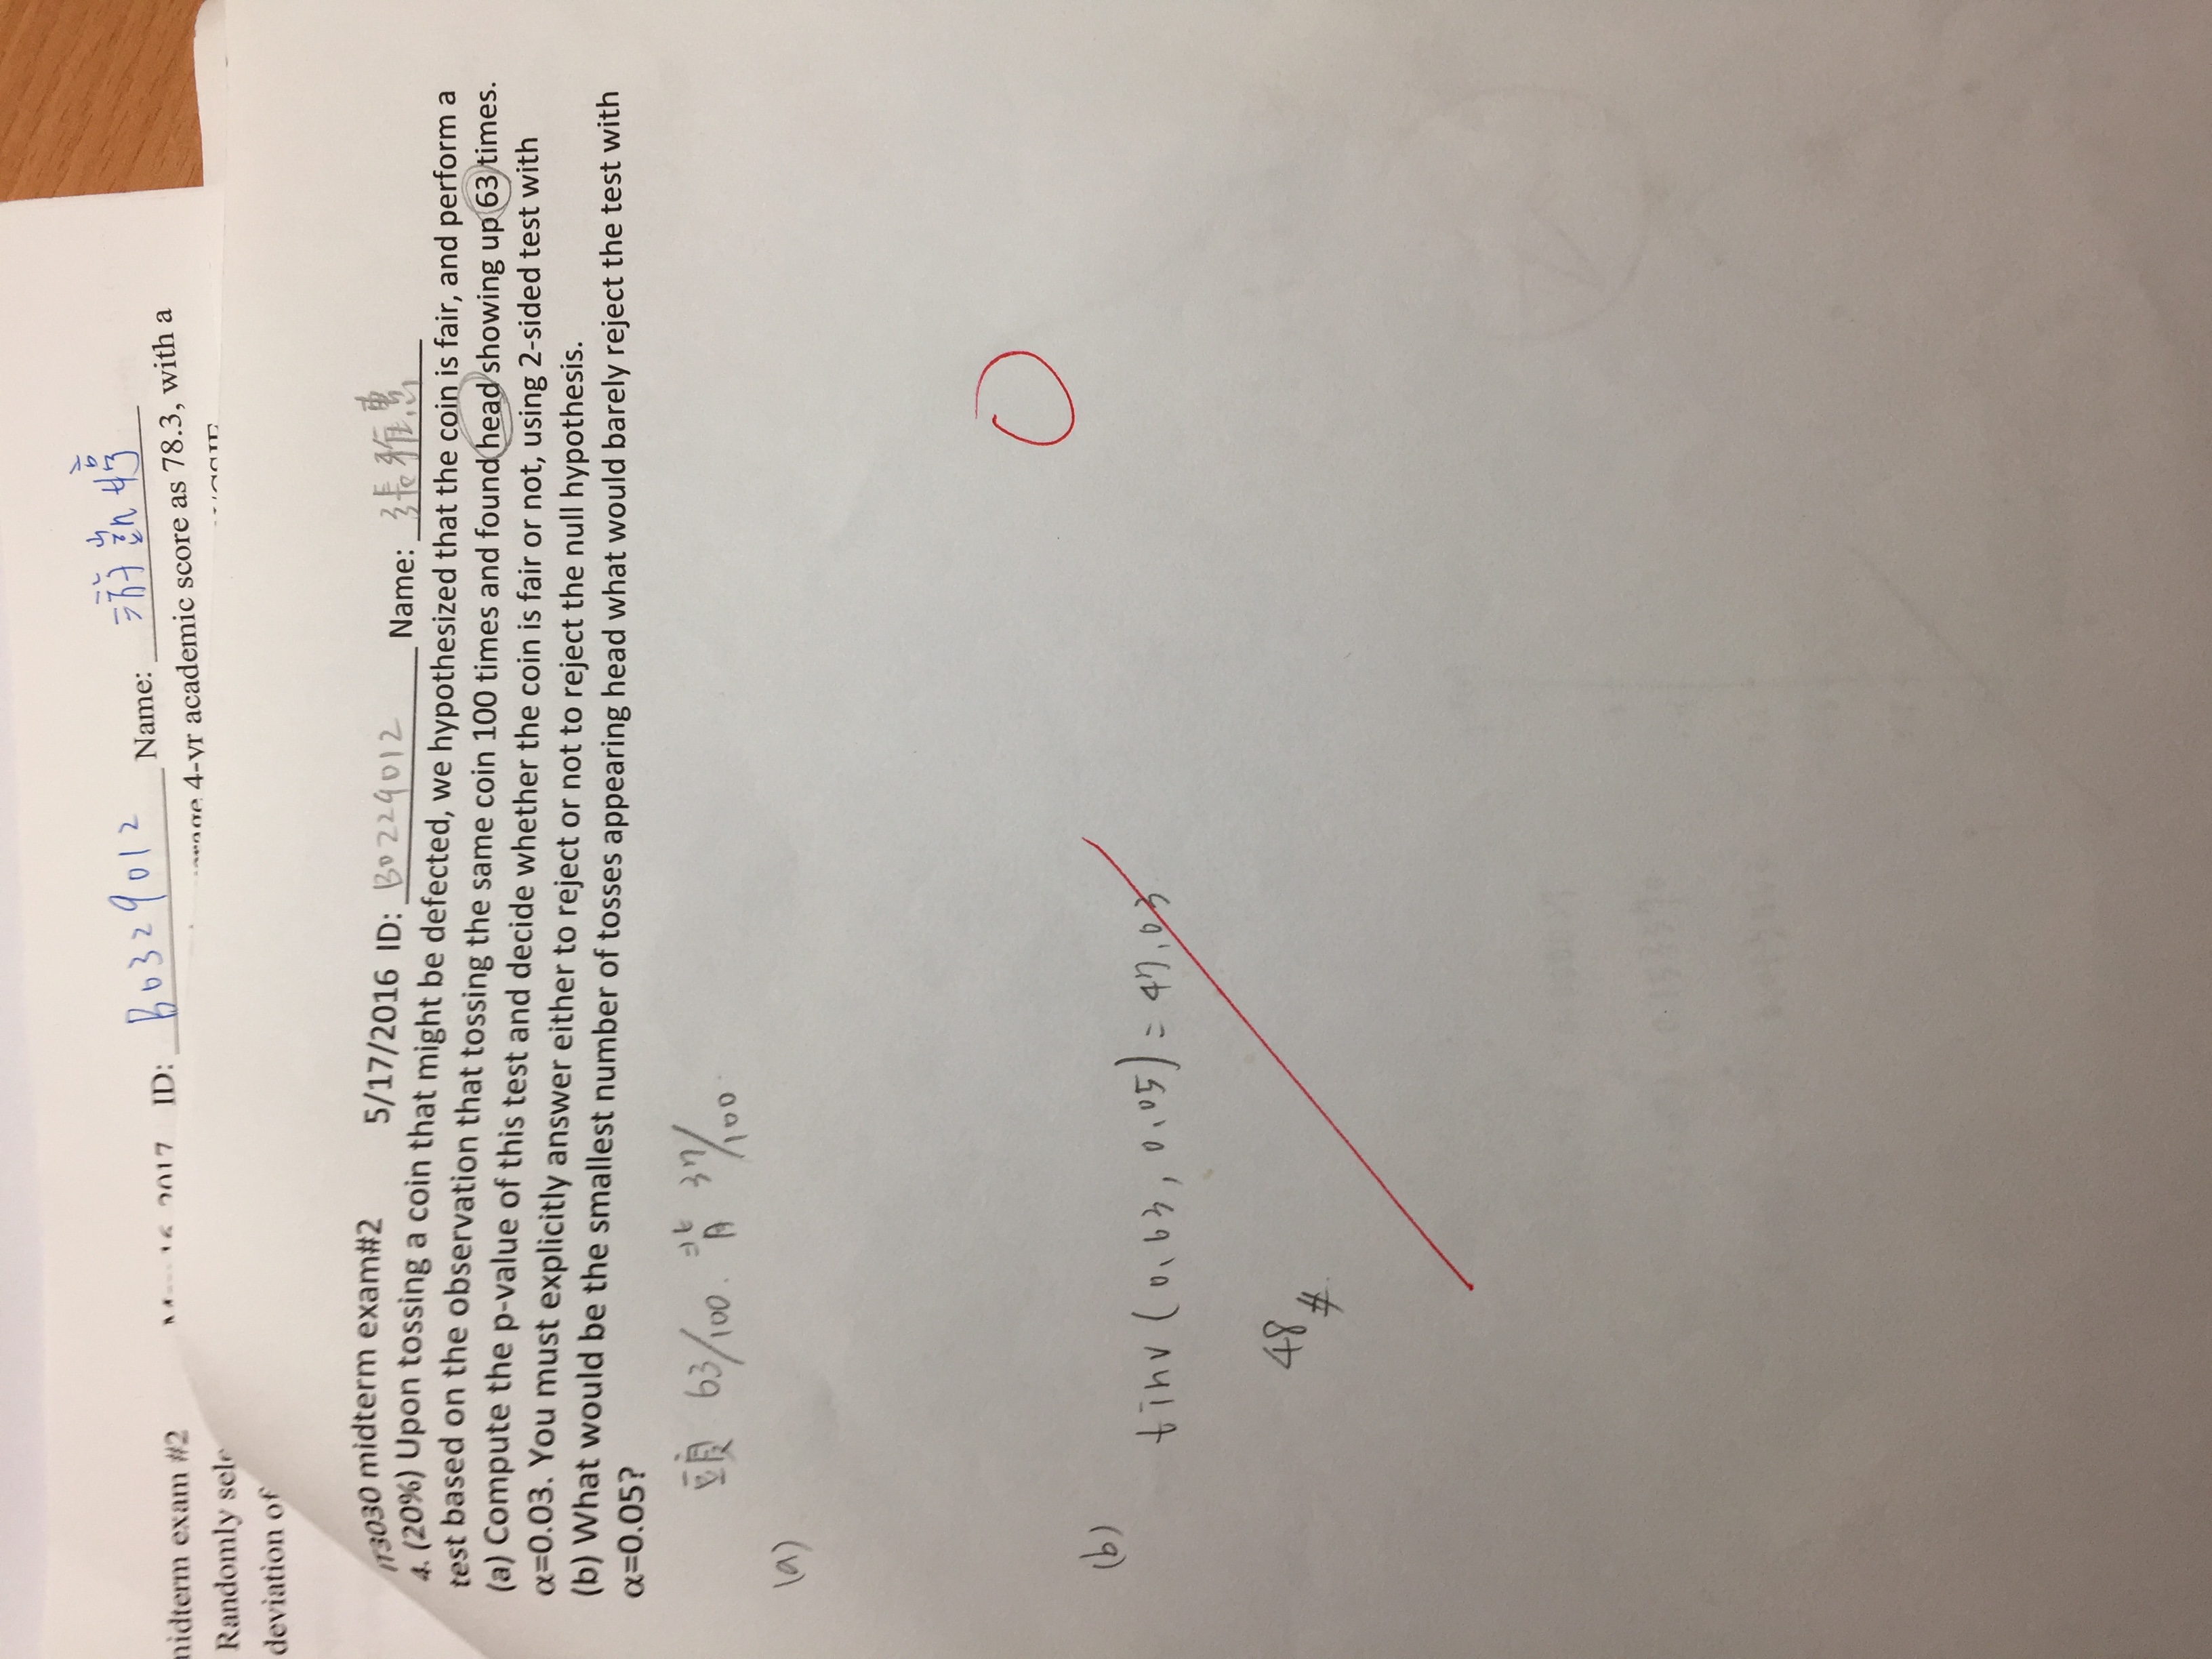 midterm exam #2 2017 ID: B0329012 Name: 游凱婷
Randomly 4-yr academic score as 78.3, with a
deviation of
IT3030 midterm exam#2 5/17/2016 ID: B0229012 Name: 張雅惠
4. (20%) Upon tossing a coin that might be defected, we hypothesized that the coin is fair, and perform a
test based on the observation that tossing the same coin 100 times and found head showing up 63 times.
(a) Compute the p-value of this test and decide whether the coin is fair or not, using 2-sided test with
α=0.03. You must explicitly answer either to reject or not to reject the null hypothesis.
(b) What would be the smallest number of tosses appearing head what would barely reject the test with
α=0.05?
頭 63/100. 背 37/100.
(a)
(b)
tinv (0.63, 0.05) = 47.03
48 #